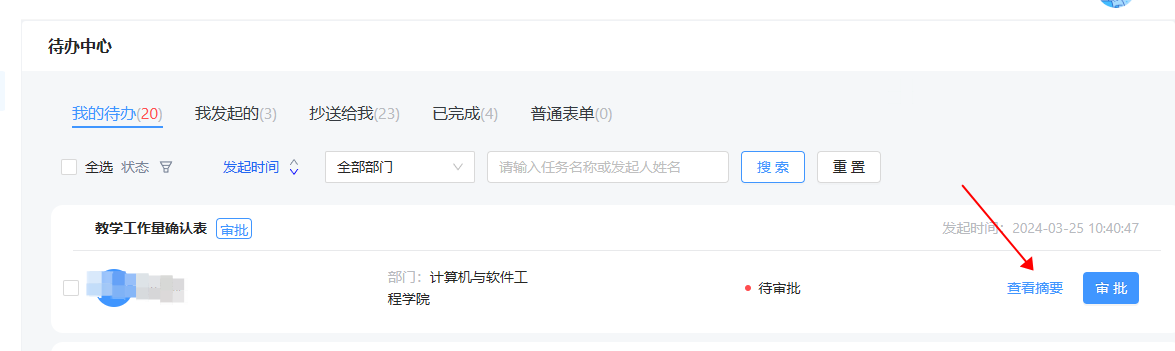 待办中心
我的待办(20) 我发起的(3) 抄送给我(23) 已完成(4) 普通表单(0)
全选 状态 发起时间 全部部门 请输入任务名称或发起人姓名 搜 索 重 置
教学工作量确认表 审批 发起时间: 2024-03-25 10:40:47
部门: 计算机与软件工
程学院
待审批 查看摘要 审 批